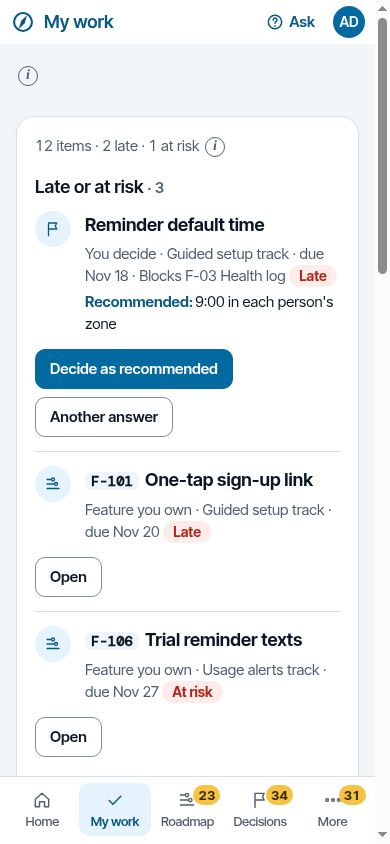 My work
Ask
AD
i
12 items · 2 late · 1 at risk i
Late or at risk · 3
Reminder default time
You decide · Guided setup track · due
Nov 18 · Blocks F-03 Health log Late
Recommended: 9:00 in each person's
zone
Decide as recommended
Another answer
F-101 One-tap sign-up link
Feature you own · Guided setup track ·
due Nov 20 Late
Open
F-106 Trial reminder texts
Feature you own · Usage alerts track ·
due Nov 27 At risk
Open
23 34 31
Home My work Roadmap Decisions More